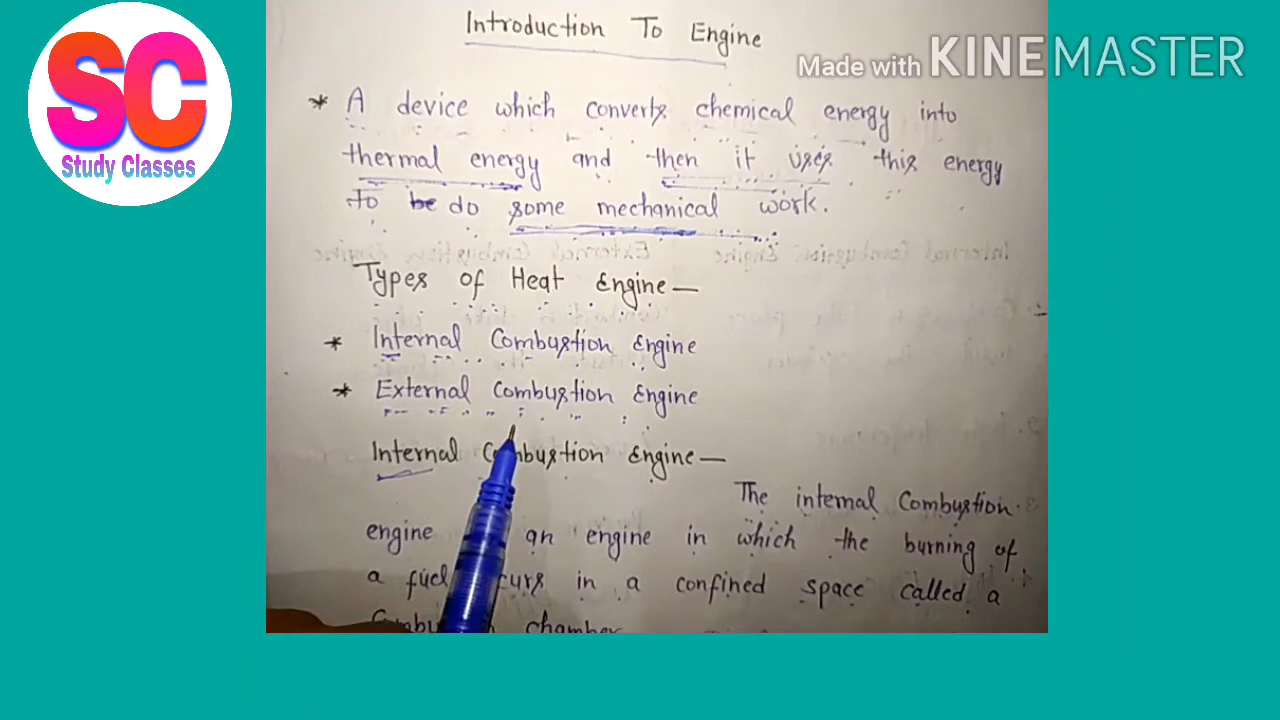 SC
Study Classes
Made with KINEMASTER
Introduction To Engine
* A device which converts chemical energy into
thermal energy and then it uses this energy
to be do some mechanical work.
Types of Heat Engine —
* Internal Combustion Engine
* External Combustion Engine
Internal Combustion Engine —
The internal Combustion
engine an engine in which the burning of
a fuel in a confined space called a
chamber